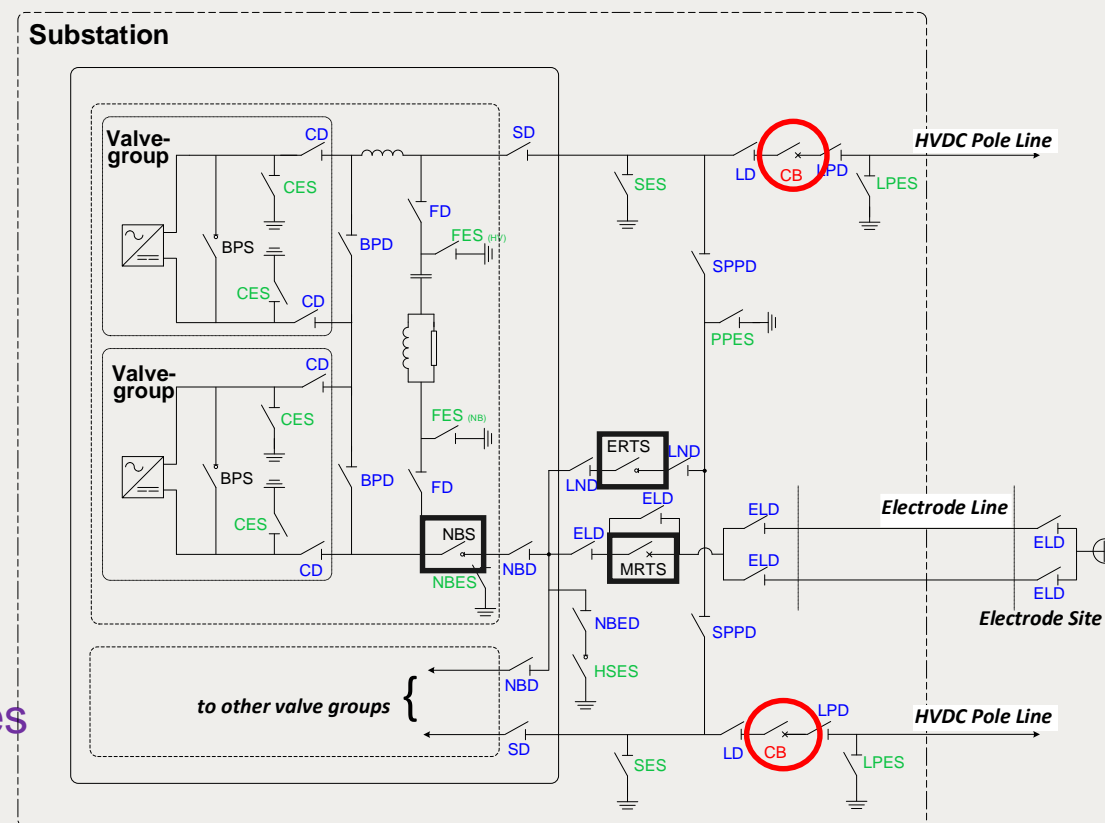 Substation
Valve-
group
CD
SD
HVDC Pole Line
LD
CB
LPD
CES
SES
LPES
FD
FES (HV)
BPS
BPD
SPPD
CES
CD
PPES
Valve-
group
CD
CES
FES (NB)
ERTS
LND
BPS
BPD
FD
LND
ELD
Electrode Line
CES
NBS
ELD
ELD
ELD
CD
NBES
NBD
MRTS
ELD
ELD
Electrode Site
NBED
SPPD
HSES
NBD
es
to other valve groups {
LPD
HVDC Pole Line
SD
LD
CB
SES
LPES